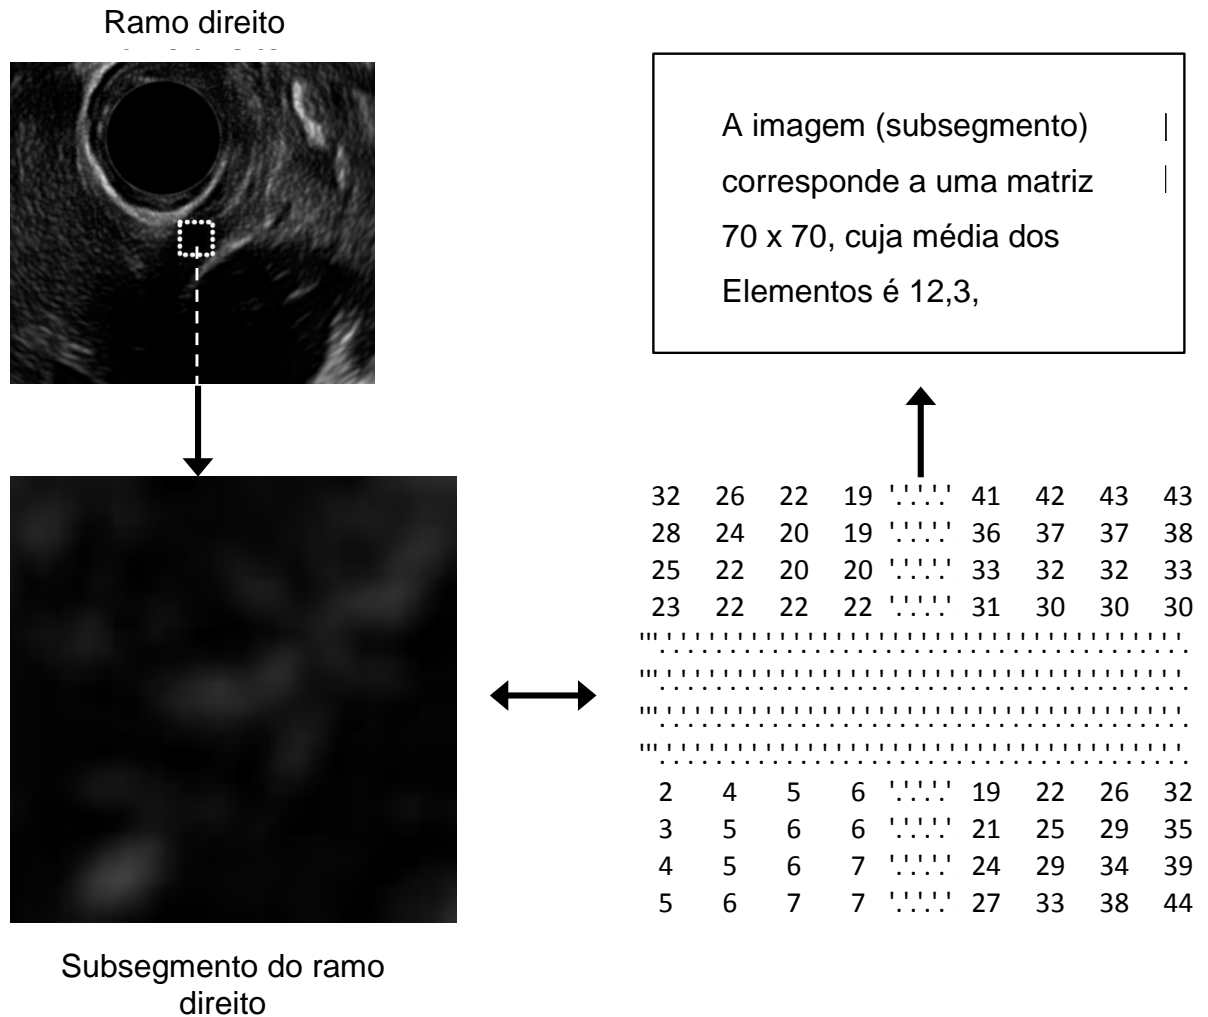 Ramo direito
A imagem (subsegmento)
corresponde a uma matriz
70 x 70, cuja média dos
Elementos é 12,3,
32 26 22 19 '.'.'.'.' 41 42 43 43
28 24 20 19 '.'.'.'.' 36 37 37 38
25 22 20 20 '.'.'.'.' 33 32 32 33
23 22 22 22 '.'.'.'.' 31 30 30 30
2 4 5 6 '.'.'.'.' 19 22 26 32
3 5 6 6 '.'.'.'.' 21 25 29 35
4 5 6 7 '.'.'.'.' 24 29 34 39
5 6 7 7 '.'.'.'.' 27 33 38 44
Subsegmento do ramo
direito